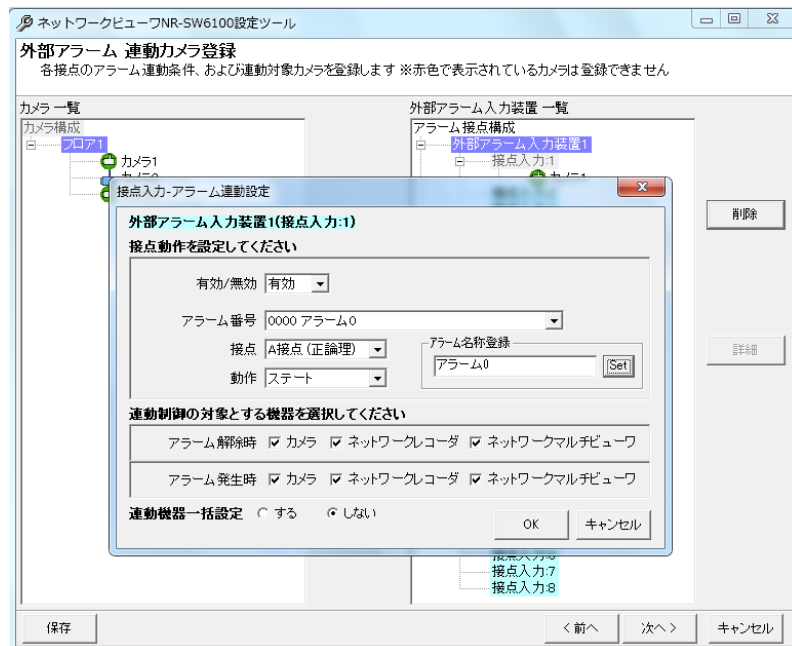 ネットワークビューワNR-SW6100設定ツール
外部アラーム 連動カメラ登録
各接点のアラーム連動条件、および連動対象カメラを登録します ※赤色で表示されているカメラは登録できません
カメラ 一覧
外部アラーム入力装置 一覧
カメラ構成
アラーム接点構成
フロア1
外部アラーム入力装置1
カメラ1
接点入力:1
接点入力-アラーム連動設定
外部アラーム入力装置1(接点入力:1)
削除
接点動作を設定してください
有効/無効 有効
アラーム番号 0000 アラーム0
接点 A接点 (正論理)
アラーム名称登録
アラーム0 Set
詳細
動作 ステート
連動制御の対象とする機器を選択してください
アラーム解除時 カメラ ネットワークレコーダ ネットワークマルチビューワ
アラーム発生時 カメラ ネットワークレコーダ ネットワークマルチビューワ
連動機器一括設定 する しない
OK キャンセル
接点入力:7
接点入力:8
保存 <前へ 次へ> キャンセル